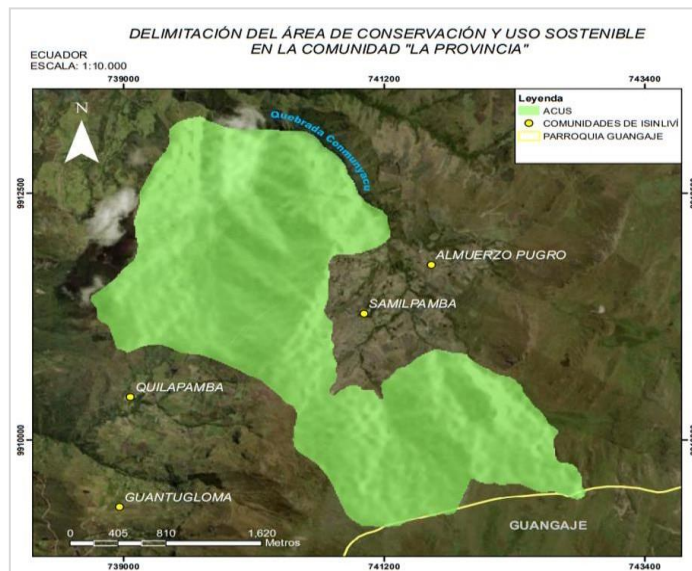 DELIMITACIÓN DEL ÁREA DE CONSERVACIÓN Y USO SOSTENIBLE
EN LA COMUNIDAD "LA PROVINCIA"
ECUADOR
ESCALA: 1:10.000
739000 741200 743400
N
Quebrada Conmunyacu
Leyenda
ACUS
COMUNIDADES DE ISINLIVÍ
PARROQUIA GUANGAJE
9912500
ALMUERZO PUGRO
SAMILPAMBA
QUILAPAMBA
9910000
GUANTUGLOMA
GUANGAJE
0 405 810 1,620
Metros
739000 741200 743400